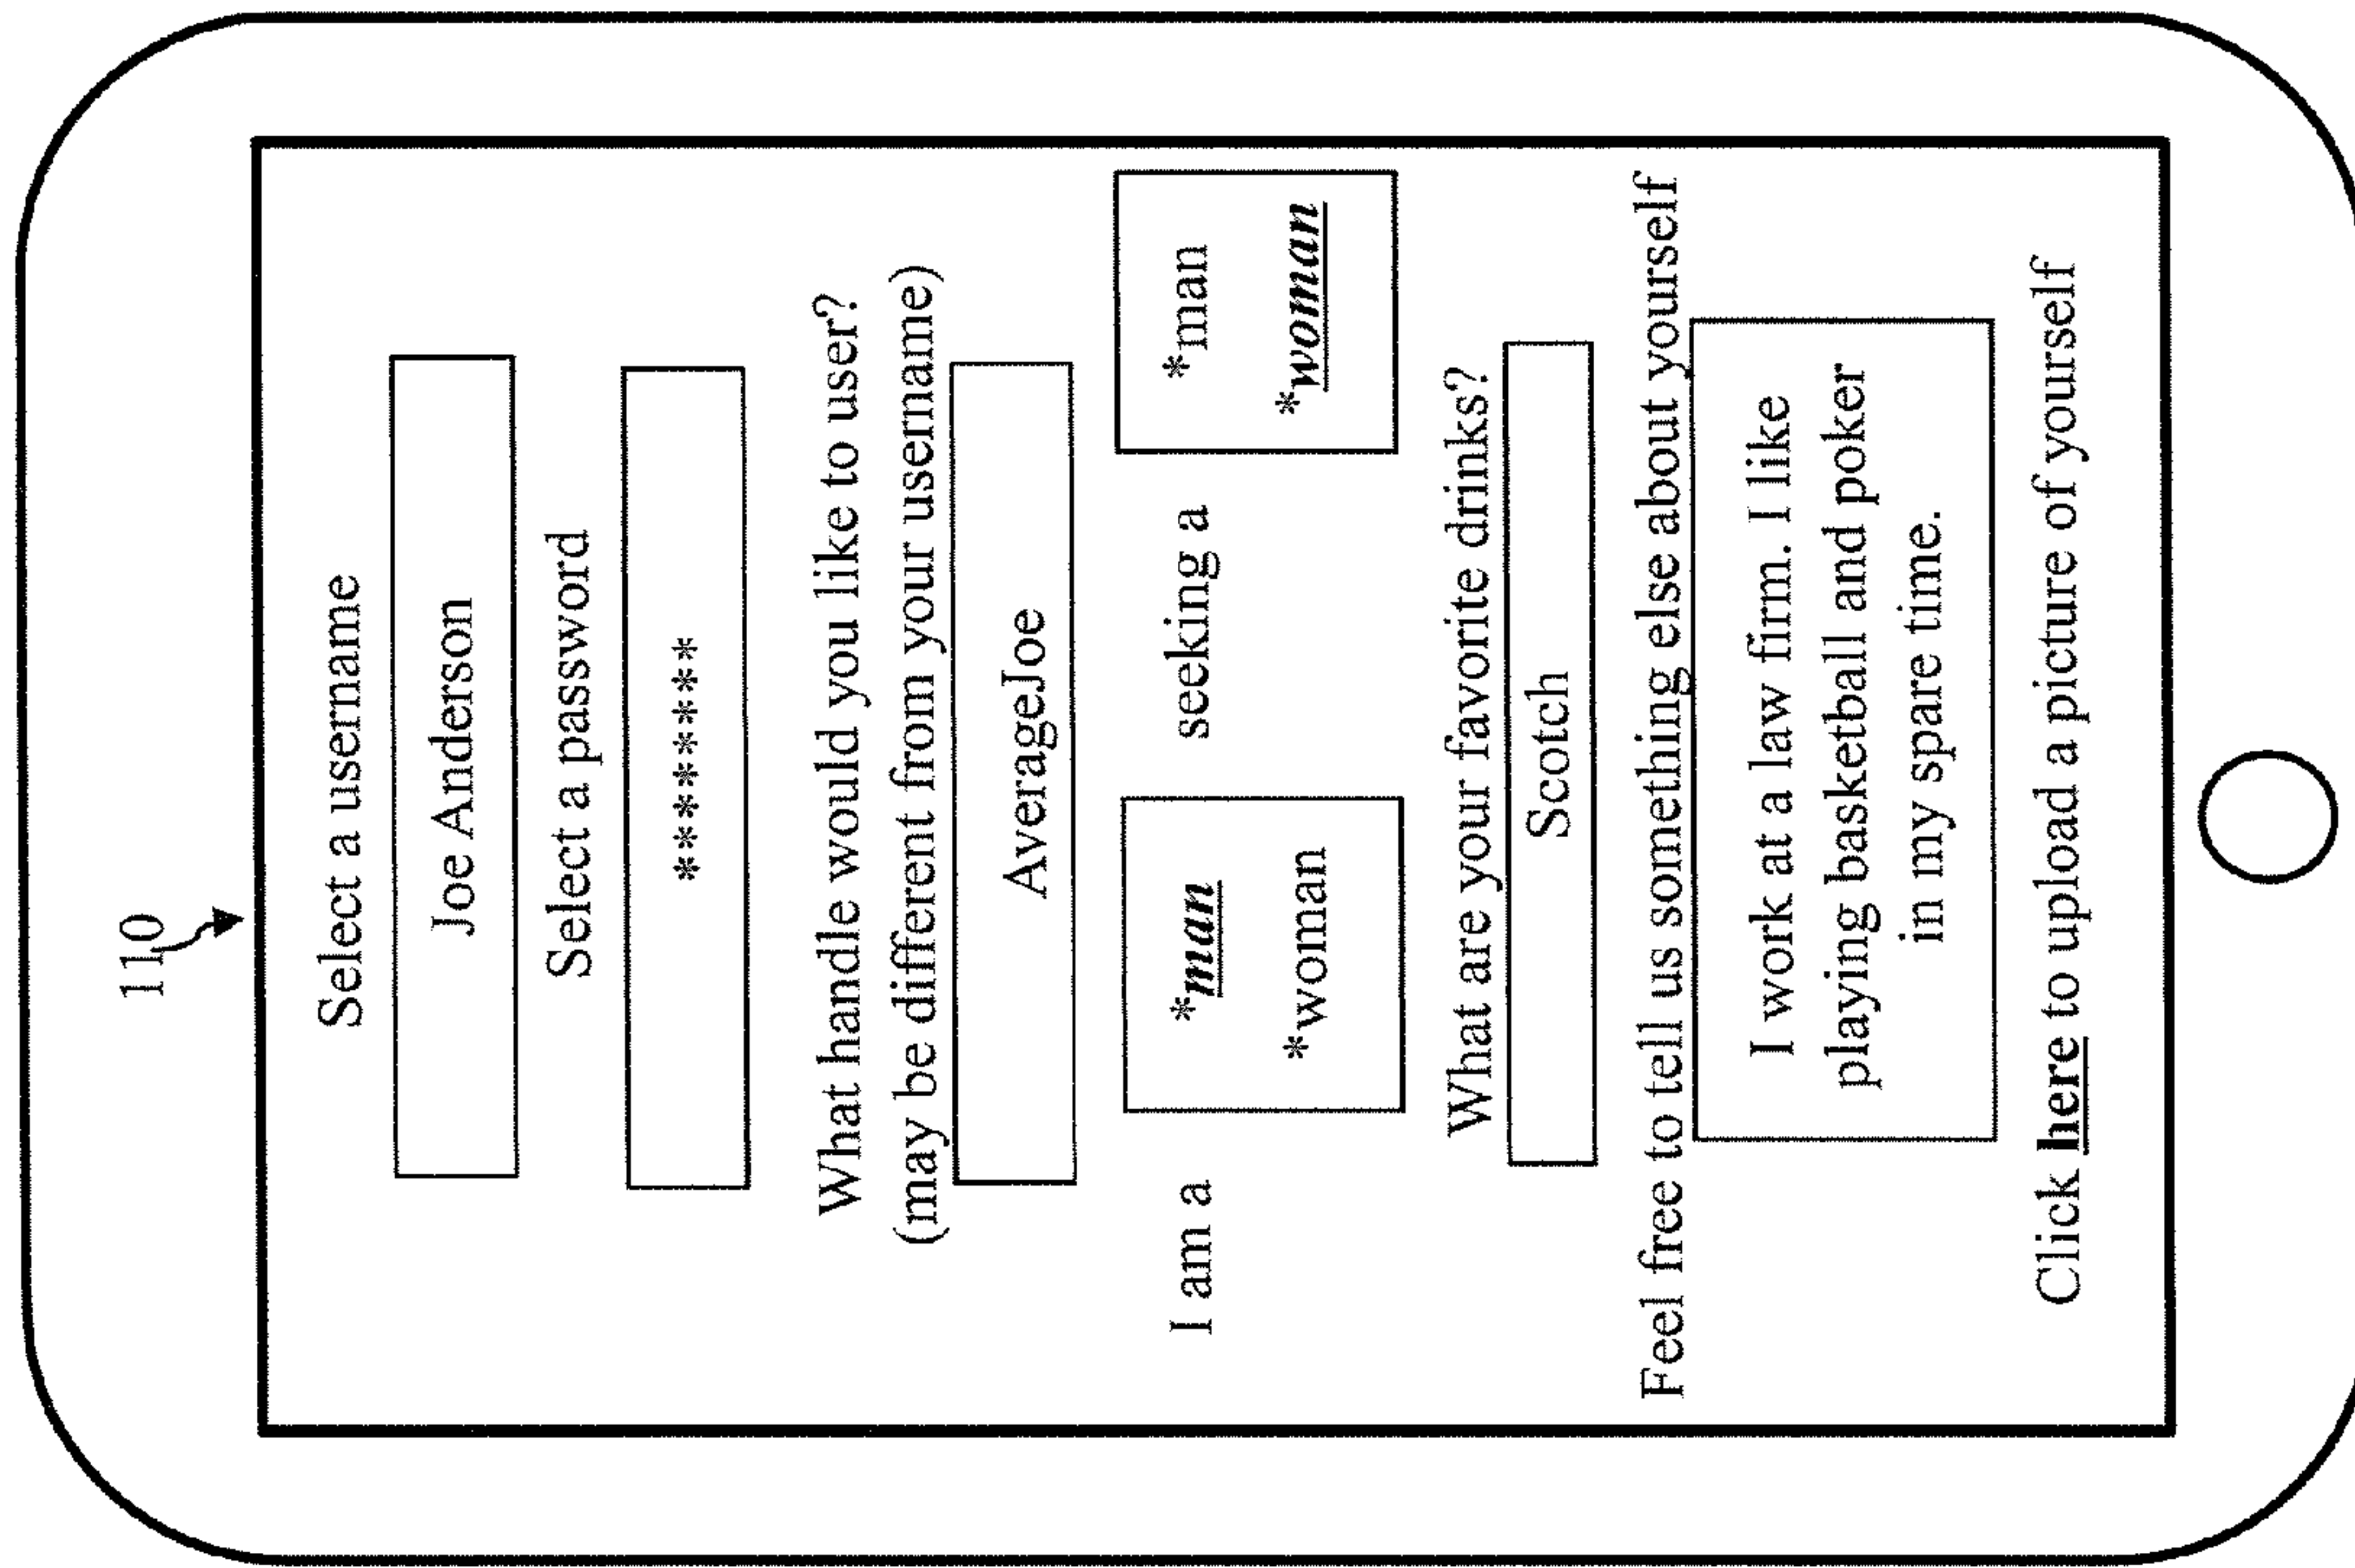 110
Select a username
Joe Anderson
Select a password
*********
What handle would you like to user?
(may be different from your username)
AverageJoe
I am a
*man
*woman
seeking a
*man
*woman
What are your favorite drinks?
Scotch
Feel free to tell us something else about yourself
I work at a law firm. I like
playing basketball and poker
in my spare time.
Click here to upload a picture of yourself